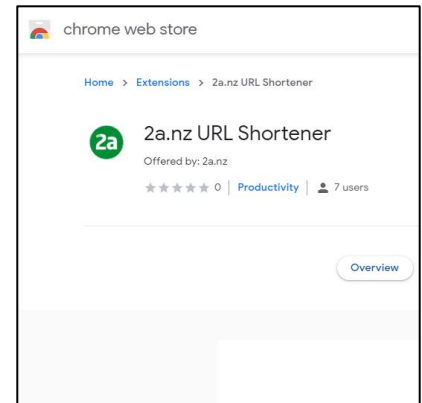 chrome web store
Home > Extensions > 2a.nz URL Shortener
2a
2a.nz URL Shortener
Offered by: 2a.nz
0 | Productivity | 7 users
Overview